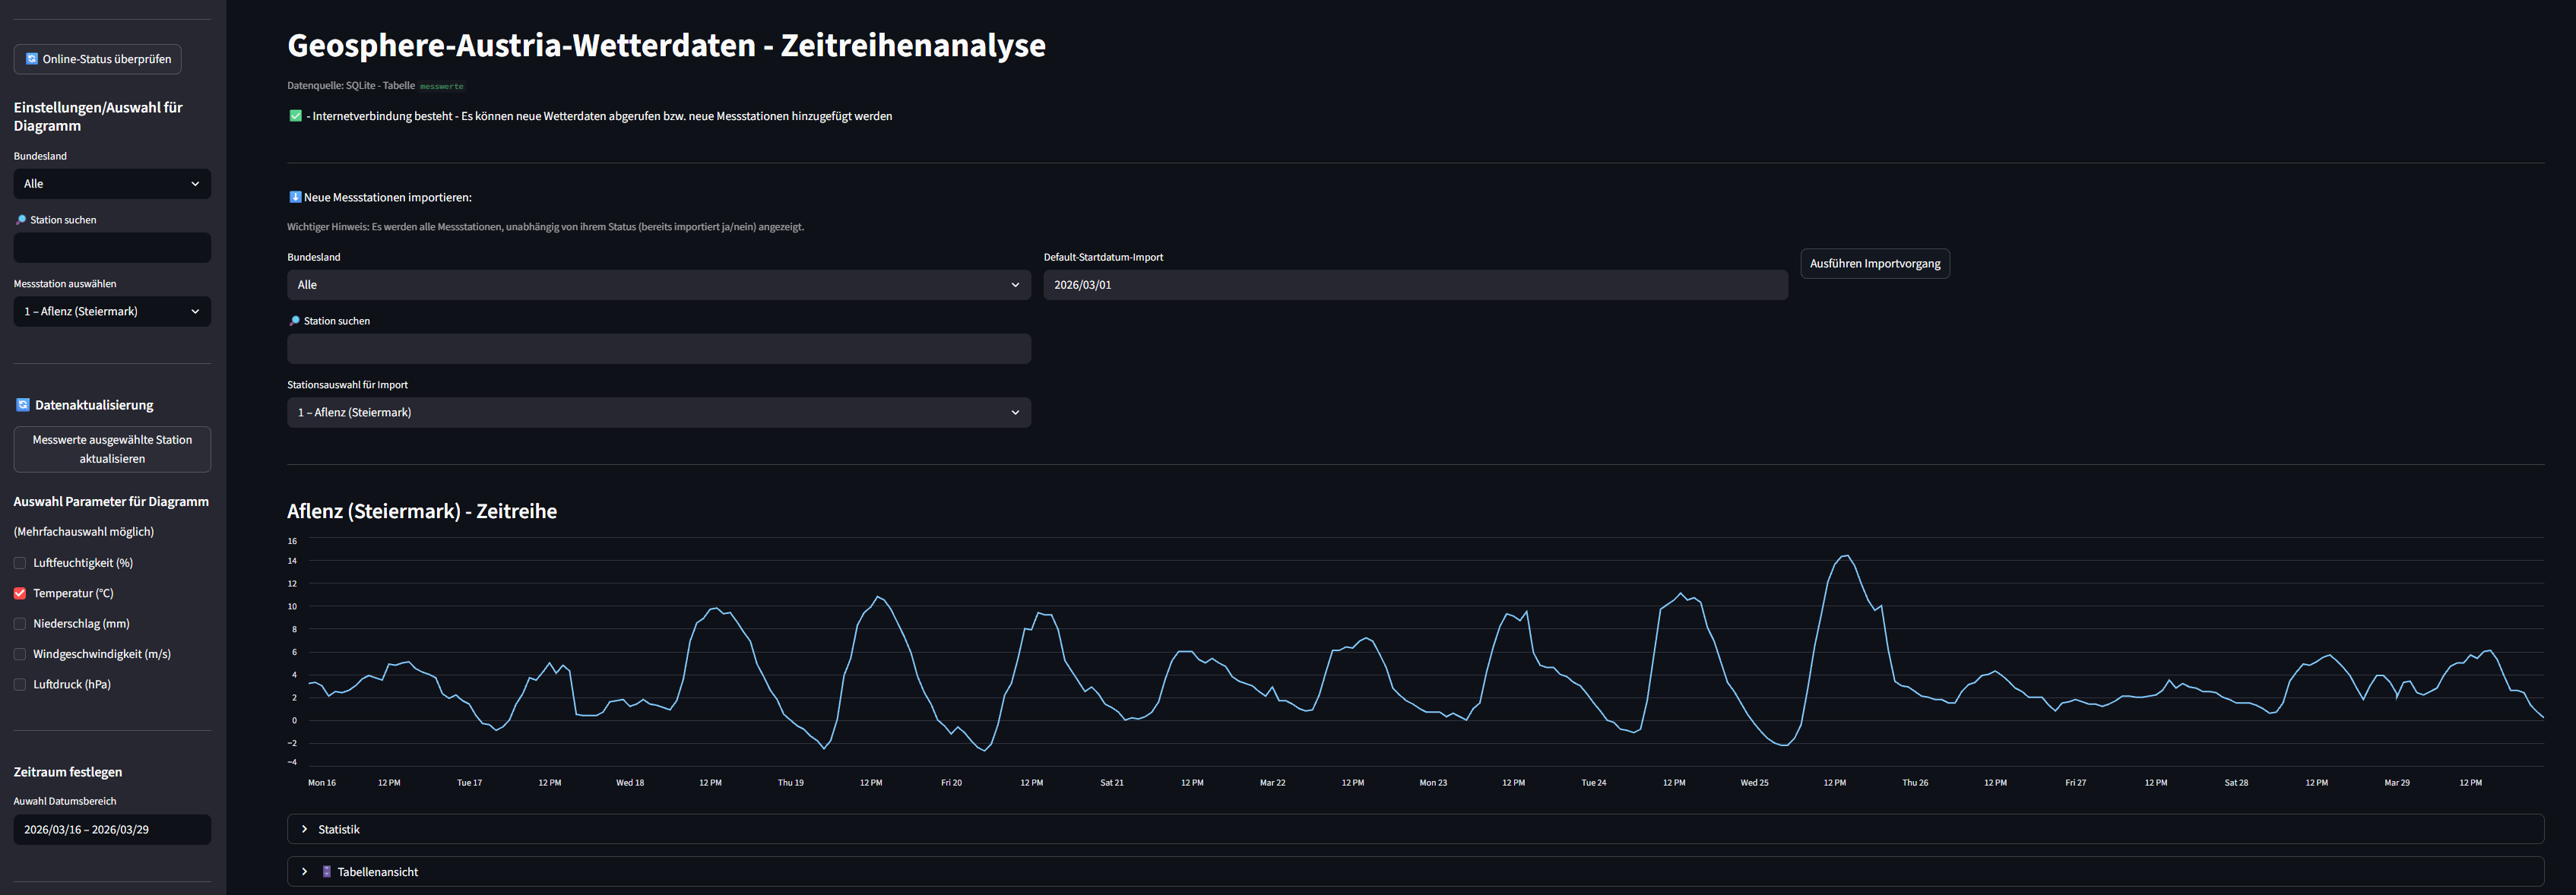 Online-Status überprüfen
Einstellungen/Auswahl für
Diagramm
Bundesland
Alle
Station suchen
Messstation auswählen
1 – Aflenz (Steiermark)
Datenaktualisierung
Messwerte ausgewählte Station
aktualisieren
Auswahl Parameter für Diagramm
(Mehrfachauswahl möglich)
Luftfeuchtigkeit (%)
Temperatur (°C)
Niederschlag (mm)
Windgeschwindigkeit (m/s)
Luftdruck (hPa)
Zeitraum festlegen
Auwahl Datumsbereich
2026/03/16 – 2026/03/29
Geosphere-Austria-Wetterdaten - Zeitreihenanalyse
Datenquelle: SQLite - Tabelle messwerte
- Internetverbindung besteht - Es können neue Wetterdaten abgerufen bzw. neue Messstationen hinzugefügt werden
Neue Messstationen importieren:
Wichtiger Hinweis: Es werden alle Messstationen, unabhängig von ihrem Status (bereits importiert ja/nein) angezeigt.
Bundesland
Alle
Default-Startdatum-Import
2026/03/01
Ausführen Importvorgang
Station suchen
Stationsauswahl für Import
1 – Aflenz (Steiermark)
Aflenz (Steiermark) - Zeitreihe
16
14
12
10
8
6
4
2
0
−2
−4
Mon 16 12 PM Tue 17 12 PM Wed 18 12 PM Thu 19 12 PM Fri 20 12 PM Sat 21 12 PM Mar 22 12 PM Mon 23 12 PM Tue 24 12 PM Wed 25 12 PM Thu 26 12 PM Fri 27 12 PM Sat 28 12 PM Mar 29 12 PM
Statistik
Tabellenansicht